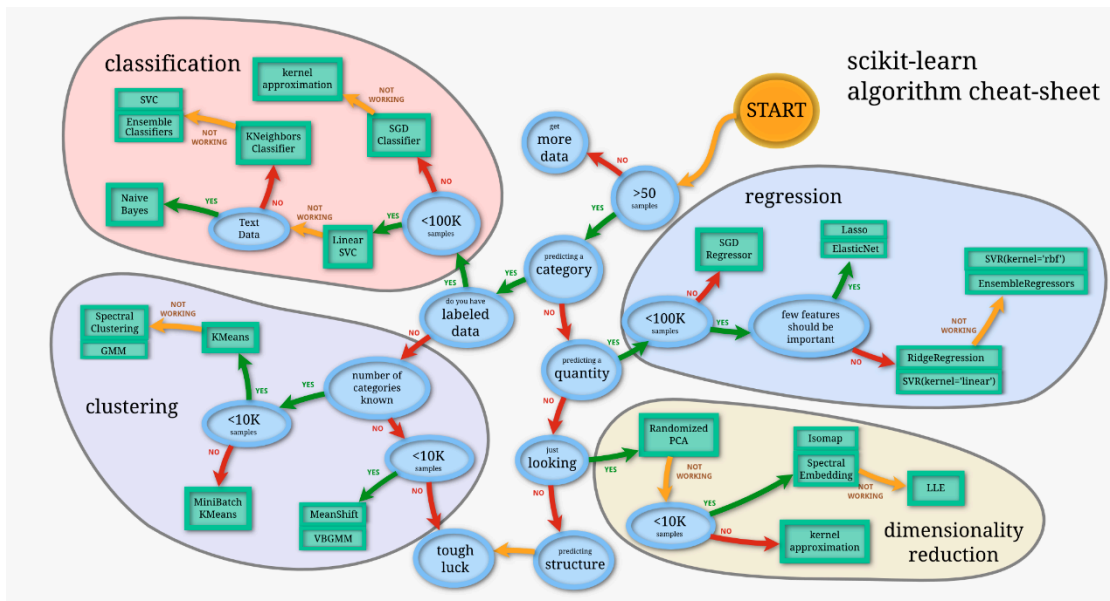 scikit-learn
algorithm cheat-sheet
START
>50
samples
NO
get
more
data
YES
predicting a
category
YES
do you have
labeled
data
YES
NO
NO
predicting a
quantity
YES
NO
just
looking
YES
NO
predicting
structure
tough
luck
classification
kernel
approximation
NOT
WORKING
SVC
Ensemble
Classifiers
NOT
WORKING
KNeighbors
Classifier
SGD
Classifier
NO
Naive
Bayes
YES
NO
Text
Data
NOT
WORKING
Linear
SVC
YES
<100K
samples
regression
SGD
Regressor
NO
Lasso
ElasticNet
YES
SVR(kernel='rbf')
EnsembleRegressors
<100K
samples
YES
few features
should be
important
NOT
WORKING
NO
RidgeRegression
SVR(kernel='linear')
clustering
Spectral
Clustering
GMM
NOT
WORKING
KMeans
YES
YES
number of
categories
known
<10K
samples
NO
NO
<10K
samples
YES
NO
MiniBatch
KMeans
MeanShift
VBGMM
dimensionality
reduction
Randomized
PCA
NOT
WORKING
Isomap
Spectral
Embedding
NOT
WORKING
LLE
YES
<10K
samples
NO
kernel
approximation